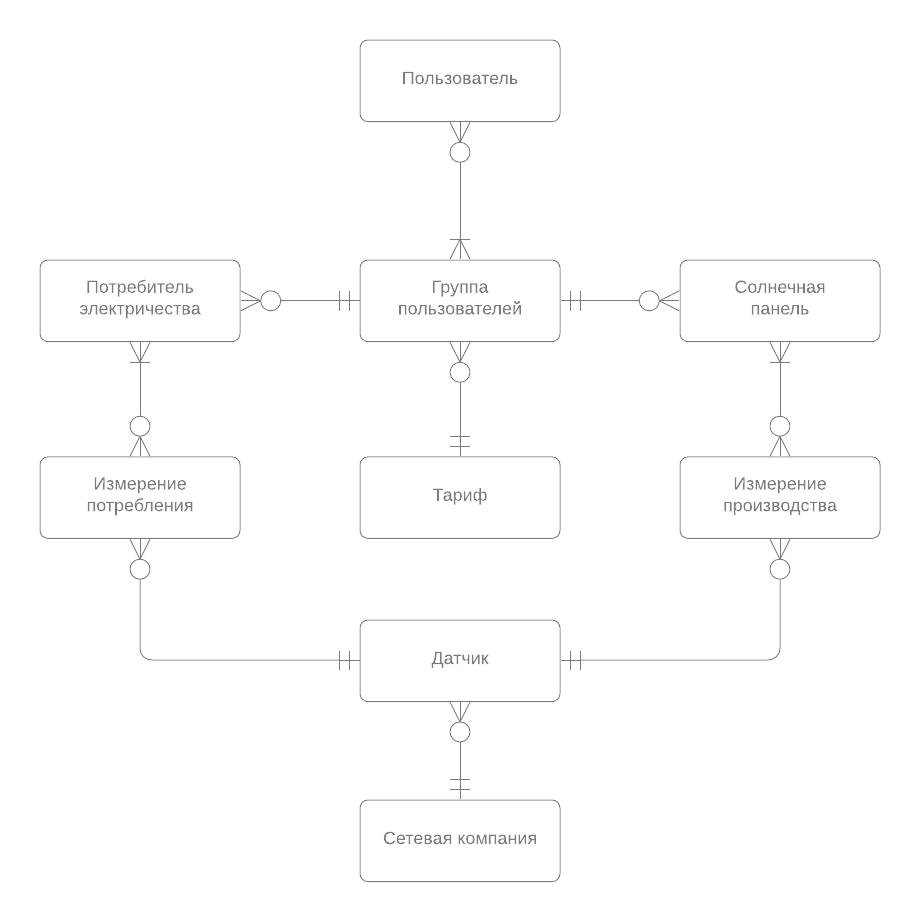 Пользователь
Потребитель
электричества
Группа
пользователей
Солнечная
панель
Измерение
потребления
Тариф
Измерение
производства
Датчик
Сетевая компания